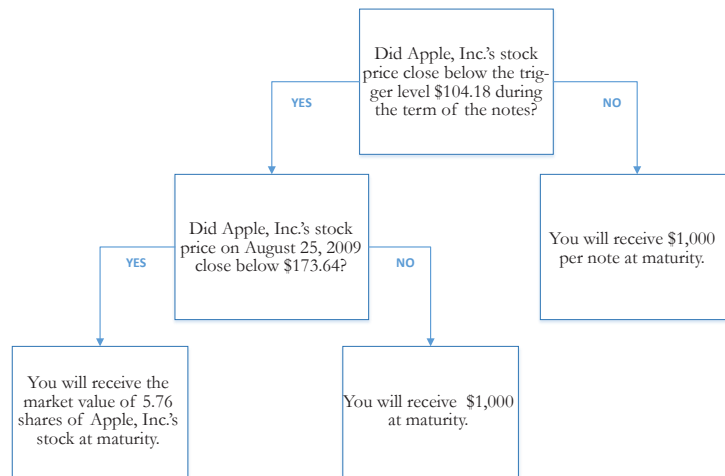 Did Apple, Inc.'s stock
price close below the trig-
ger level $104.18 during
the term of the notes?
YES
NO
Did Apple, Inc.'s stock
price on August 25, 2009
close below $173.64?
You will receive $1,000
per note at maturity.
YES
NO
You will receive the
market value of 5.76
shares of Apple, Inc.'s
stock at maturity.
You will receive $1,000
at maturity.